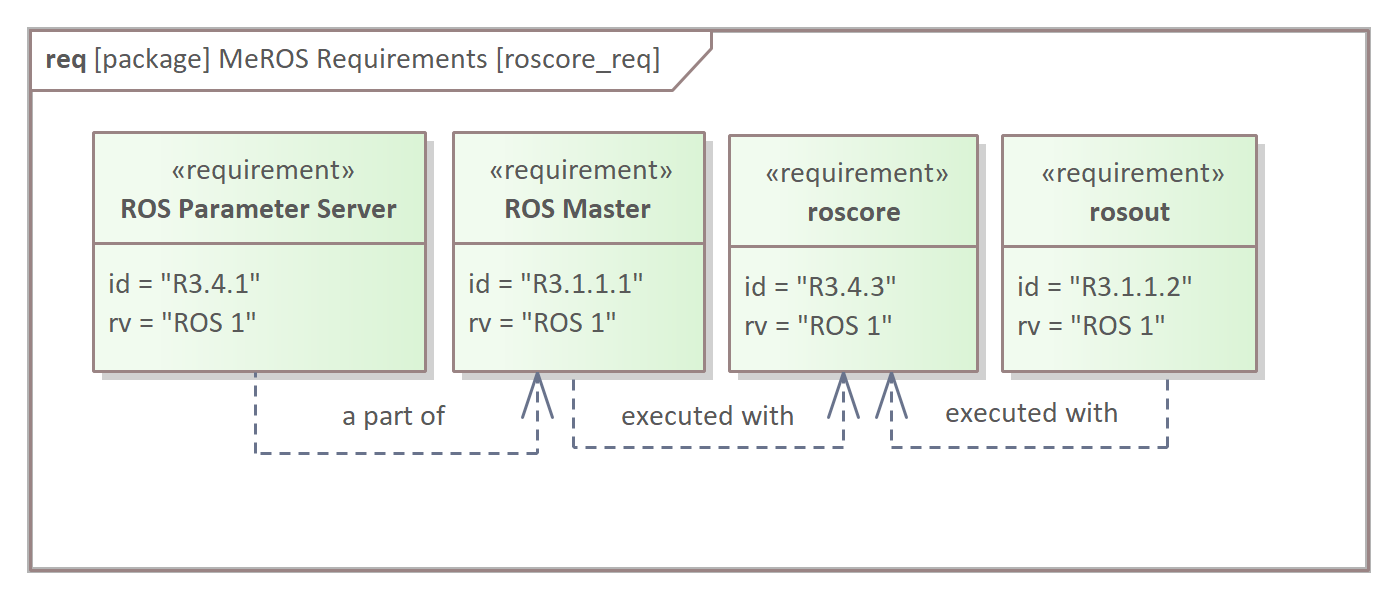 req [package] MeROS Requirements [roscore_req]
«requirement»
ROS Parameter Server
id = "R3.4.1"
rv = "ROS 1"
«requirement»
ROS Master
id = "R3.1.1.1"
rv = "ROS 1"
«requirement»
roscore
id = "R3.4.3"
rv = "ROS 1"
«requirement»
rosout
id = "R3.1.1.2"
rv = "ROS 1"
a part of
executed with
executed with